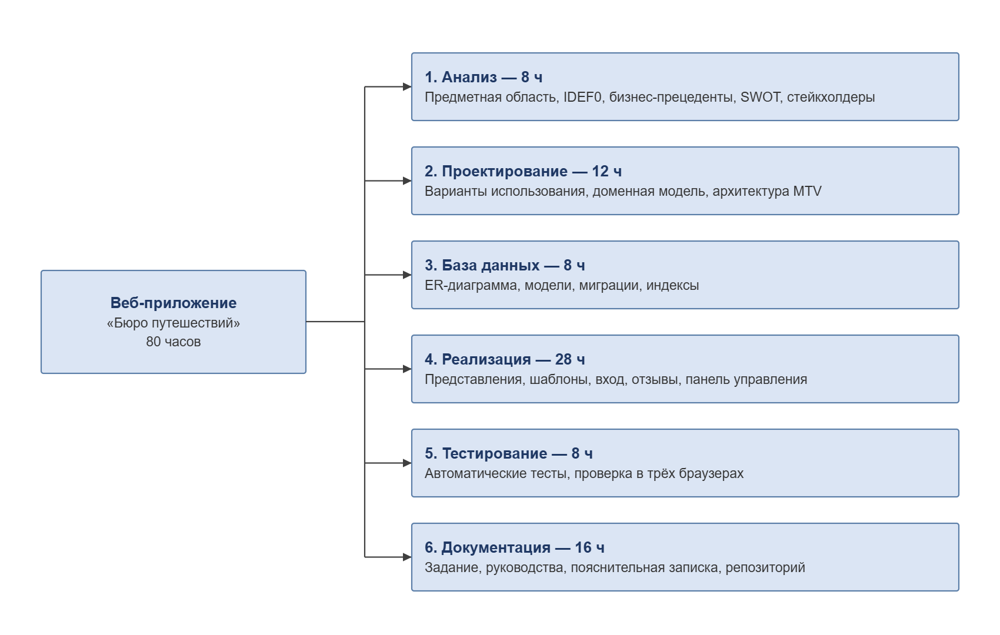 Веб-приложение
«Бюро путешествий»
80 часов
1. Анализ — 8 ч
Предметная область, IDEF0, бизнес-прецеденты, SWOT, стейкхолдеры
2. Проектирование — 12 ч
Варианты использования, доменная модель, архитектура MTV
3. База данных — 8 ч
ER-диаграмма, модели, миграции, индексы
4. Реализация — 28 ч
Представления, шаблоны, вход, отзывы, панель управления
5. Тестирование — 8 ч
Автоматические тесты, проверка в трёх браузерах
6. Документация — 16 ч
Задание, руководства, пояснительная записка, репозиторий